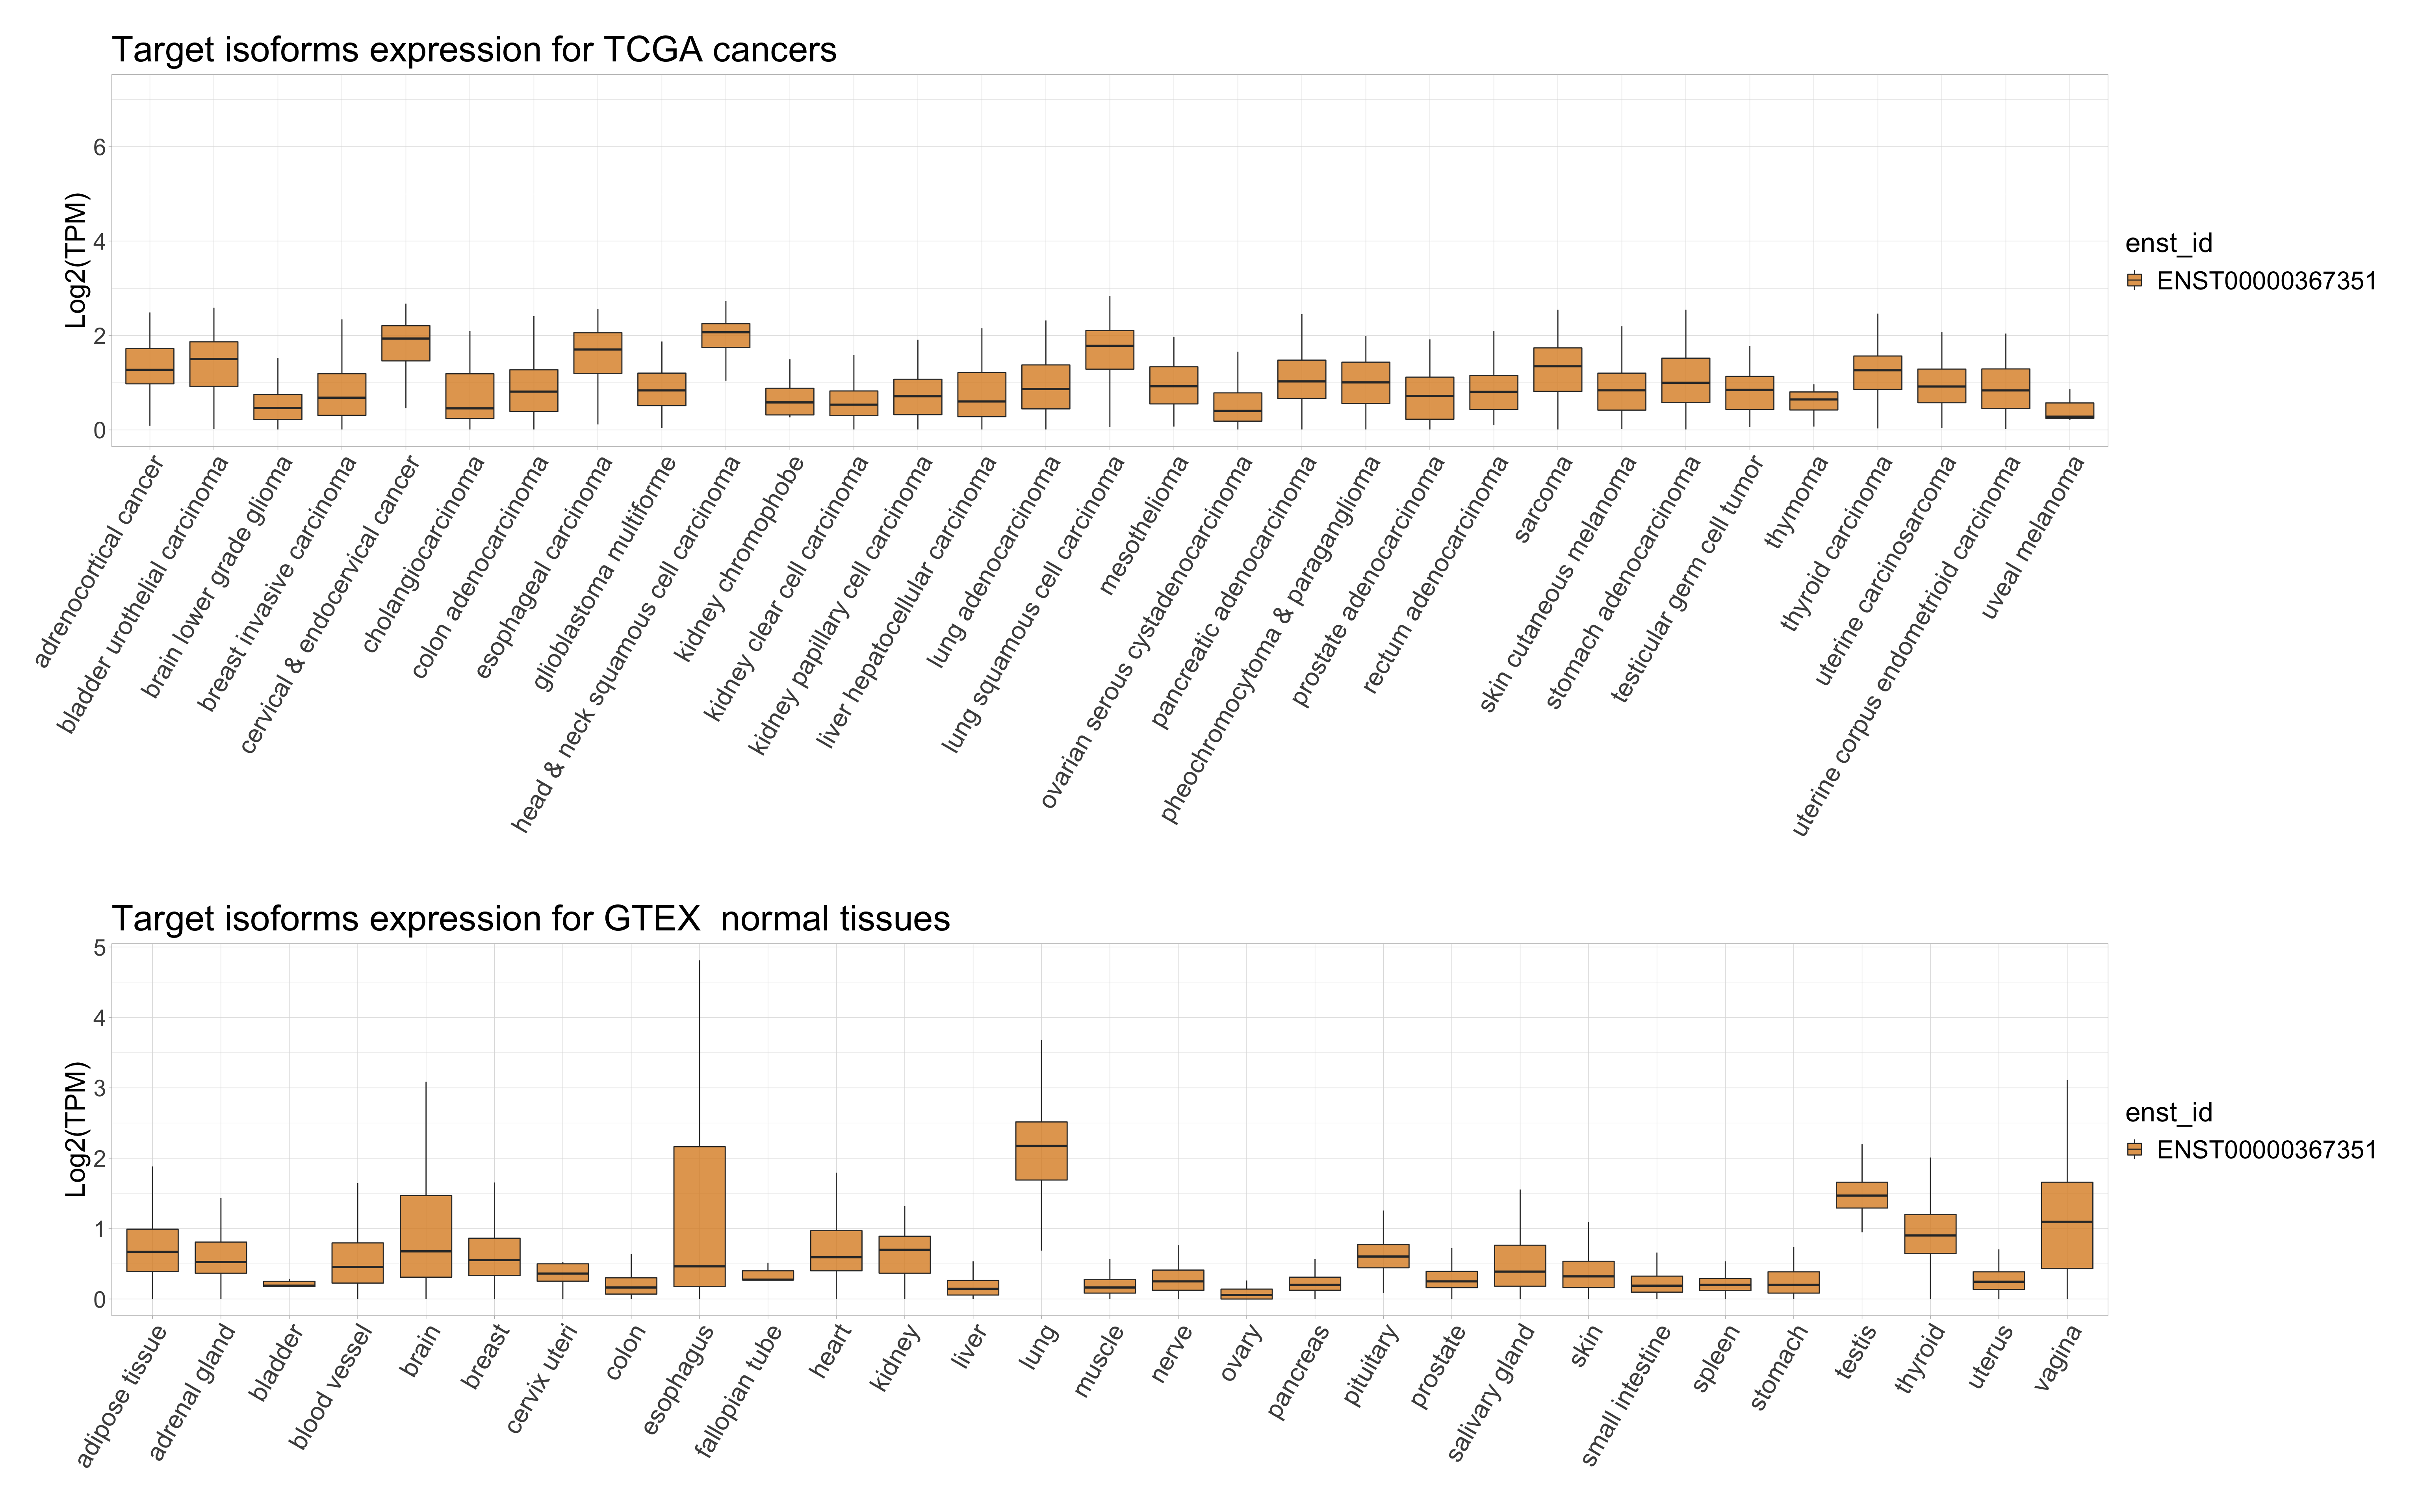 Target isoforms expression for TCGA cancers
Log2(TPM)
6
4
2
0
adrenocortical cancer
bladder urothelial carcinoma
brain lower grade glioma
breast invasive carcinoma
cervical & endocervical cancer
cholangiocarcinoma
colon adenocarcinoma
esophageal carcinoma
glioblastoma multiforme
head & neck squamous cell carcinoma
kidney chromophobe
kidney clear cell carcinoma
kidney papillary cell carcinoma
liver hepatocellular carcinoma
lung adenocarcinoma
lung squamous cell carcinoma
mesothelioma
ovarian serous cystadenocarcinoma
pancreatic adenocarcinoma
pheochromocytoma & paraganglioma
prostate adenocarcinoma
rectum adenocarcinoma
sarcoma
skin cutaneous melanoma
stomach adenocarcinoma
testicular germ cell tumor
thymoma
thyroid carcinoma
uterine carcinosarcoma
uterine corpus endometrioid carcinoma
uveal melanoma
enst_id
ENST00000367351
Target isoforms expression for GTEX  normal tissues
Log2(TPM)
5
4
3
2
1
0
adipose tissue
adrenal gland
bladder
blood vessel
brain
breast
cervix uteri
colon
esophagus
fallopian tube
heart
kidney
liver
lung
muscle
nerve
ovary
pancreas
pituitary
prostate
salivary gland
skin
small intestine
spleen
stomach
testis
thyroid
uterus
vagina
enst_id
ENST00000367351